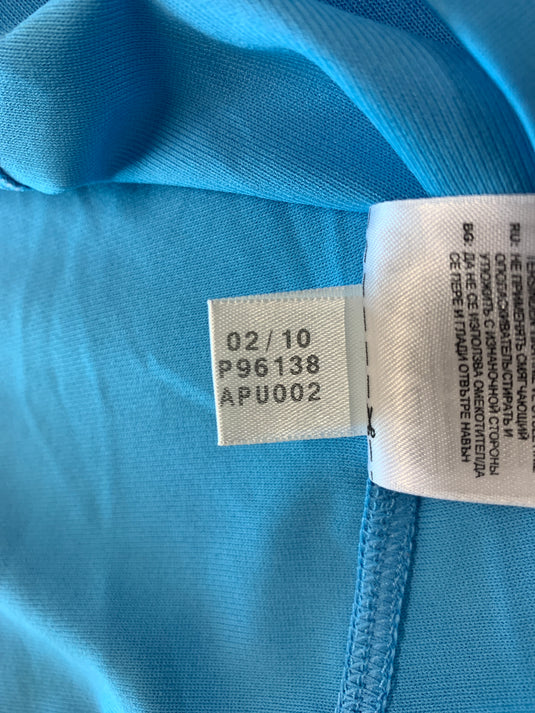 02/10
P96138
APU002
RU: НЕ ПРИМЕНЯТЬ СМЯГЧАЮЩИЙ
ОПОЛАСКИВАТЕЛЬ/СТИРАТЬ И
УТЮЖИТЬ С ИЗНАНОЧНОЙ СТОРОНЫ
BG: ДА НЕ СЕ ИЗПОЛЗВА ОМЕКОТИТЕЛ/ДА
СЕ ПЕРЕ И ГЛАДИ ОТВЪТРЕ НАВЪН